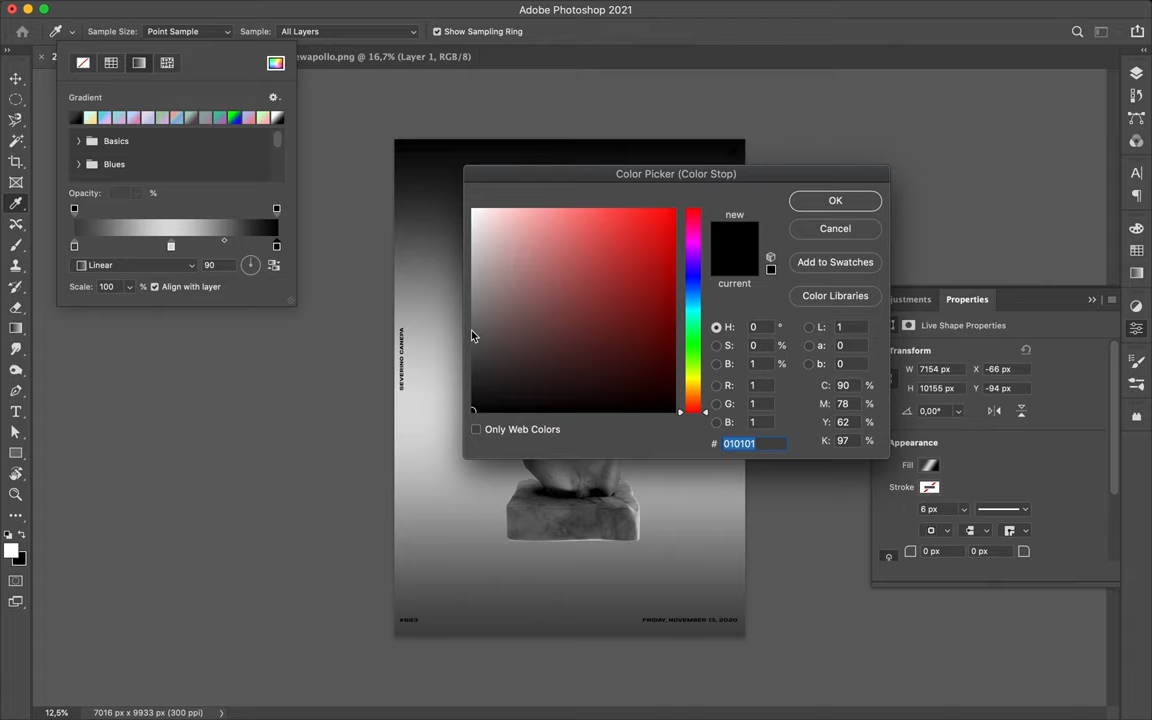 Adobe Photoshop 2021
Sample Size: Point Sample Sample: All Layers Show Sampling Ring
2
ewapollo.png @ 16,7% (Layer 1, RGB/8)
Gradient
Basics
Blues
Opacity: %
Linear 90
Scale: 100 % Align with layer
Color Picker (Color Stop)
new
current
OK
Cancel
Add to Swatches
Color Libraries
H: 0 ° L: 1
S: 0 % a: 0
B: 1 % b: 0
R: 1 C: 90 %
G: 1 M: 78 %
B: 1 Y: 62 %
# 010101 K: 97 %
Only Web Colors
SEVERINO CANEPA
#683
FRIDAY, NOVEMBER 13, 2020
djustments Properties
Live Shape Properties
Transform
W 7154 px X -66 px
H 10155 px Y -94 px
0,00°
Appearance
Fill
Stroke
6 px
0 px 0 px
12,5% 7016 px x 9933 px (300 ppi)